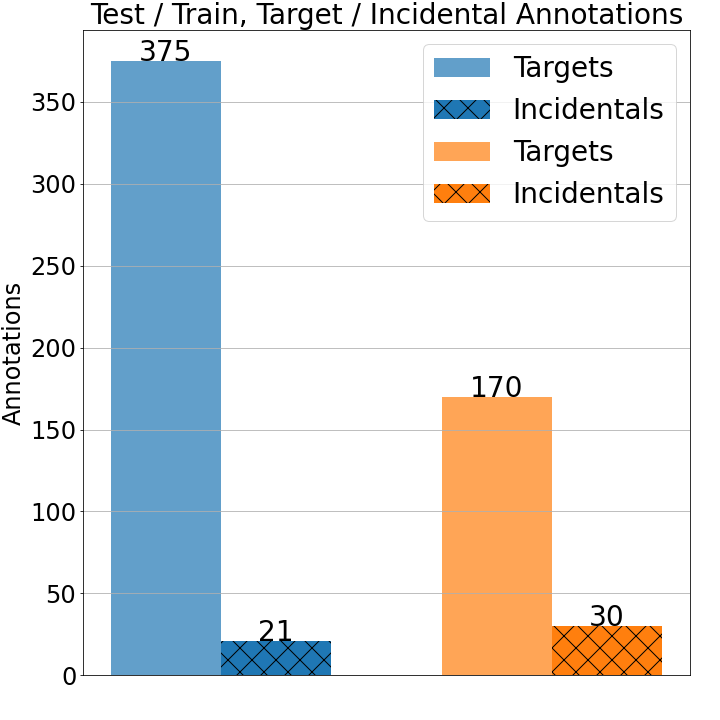 Test / Train, Target / Incidental Annotations
375
350
300
250
200
150
100
50
0
Annotations
21
170
30
Targets
Incidentals
Targets
Incidentals